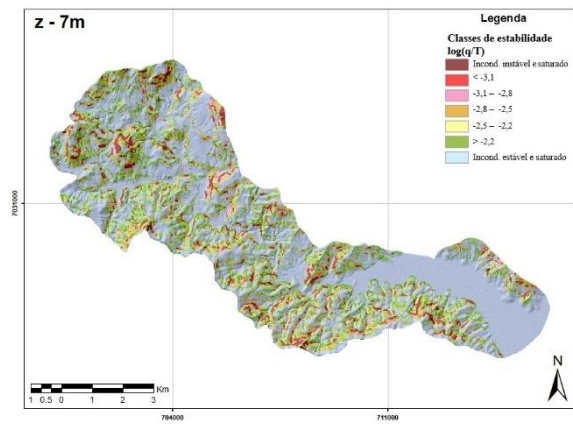 z - 7m
Legenda
Classes de estabilidade
log(q/T)
Incond. instável e saturado
< -3,1
-3,1 – -2,8
-2,8 – -2,5
-2,5 – -2,2
> -2,2
Incond. estável e saturado
7031000
N
Km
1 0.5 0 1 2 3
704000
711000